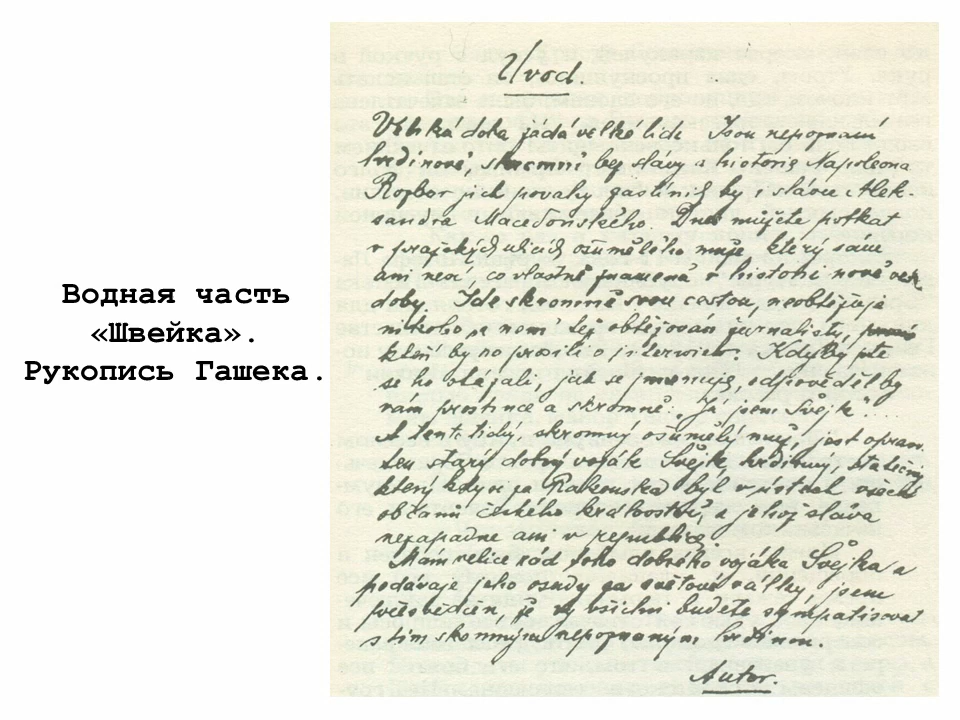 Водная часть
«Швейка».
Рукопись Гашека.
Úvod.
Veliká doba žádá velké lidi. Jsou nepoznaní
hrdinové, skromní bez slávy a historie Napoleona
Rozbor jich povahy zastínil by i slávu Alek-
sandra Macedonského. Dnes můžete potkat
v pražských ulicích ošumělého muže, který sám
ani neví, co vlastně znamená v historii nové velké
doby. Jde skromně svou cestou, neobtěžuje
nikoho, a není též obtěžován žurnalisty,
kteří by ho prosili o interview. Kdybyste
se ho otázali, jak se jmenuje, odpověděl by
vám prostince a skromně: „Já jsem Švejk“....
A tento tichý, skromný ošumělý muž, jest opravdu
ten starý dobrý voják Švejk, hrdinný, statečný
který kdysi za Rakouska byl v ústech všech
občanů českého království, a jehož sláva
nezapadne ani v republice.
Mám velice rád toho dobrého vojáka Švejka a
podávaje jeho osudy za světové války, jsem
přesvědčen, že vy všichni budete sympatisovat
s tím skromným nepoznaným hrdinou.
Autor.